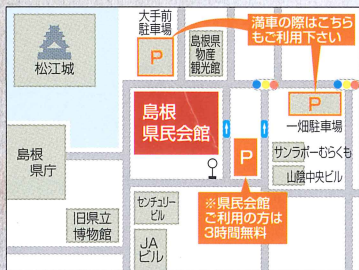 大手前
駐車場
P
満車の際はこちら
もご利用下さい
松江城
島根県
物産
観光館
P
一畑駐車場
島根
県民会館
P
サンラポーむらくも
山陰中央ビル
島根
県庁
※県民会館
ご利用の方は
3時間無料
センチュリー
ビル
旧県立
博物館
JA
ビル